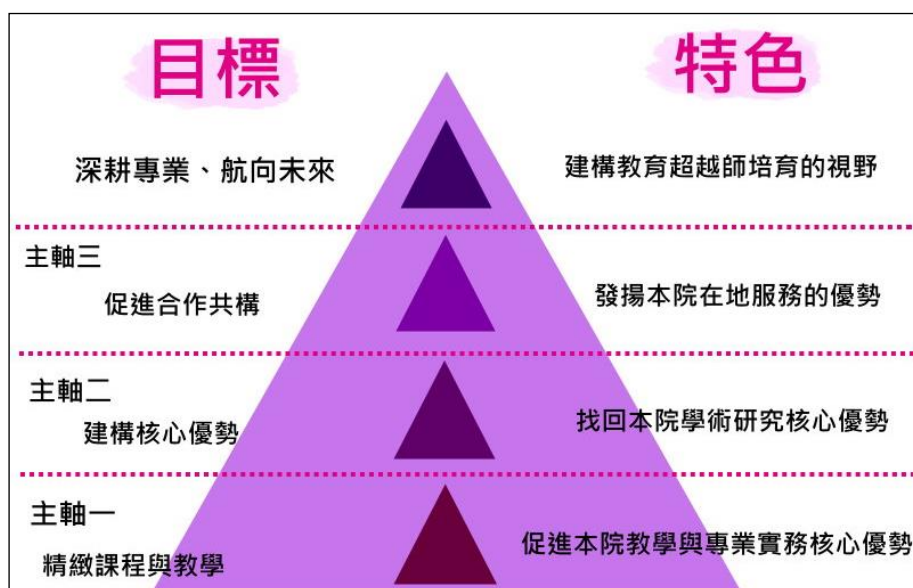 目標
特色
深耕專業、航向未來
建構教育超越師培育的視野
主軸三
促進合作共構
發揚本院在地服務的優勢
主軸二
建構核心優勢
找回本院學術研究核心優勢
主軸一
精緻課程與教學
促進本院教學與專業實務核心優勢